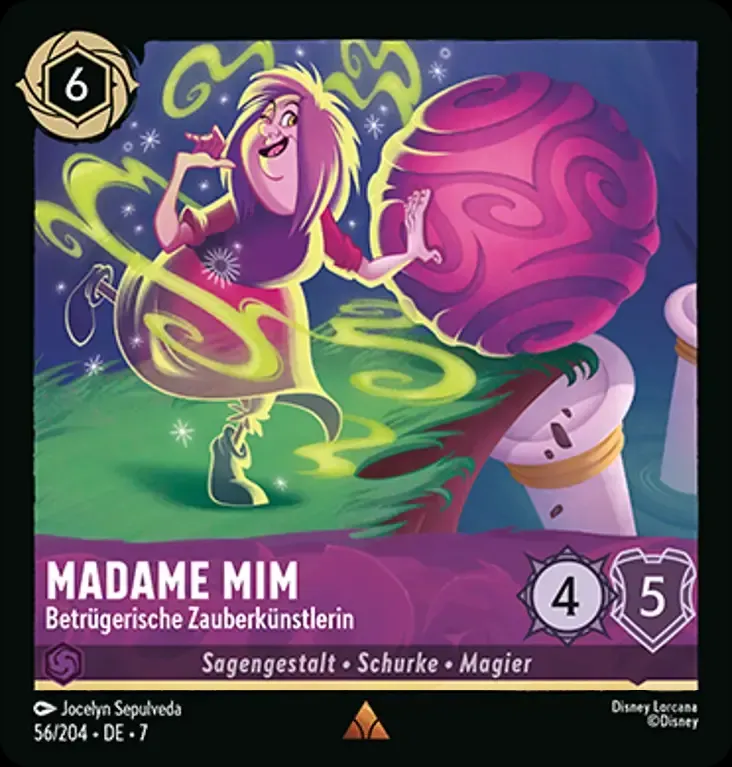 6
MADAME MIM
Betrügerische Zauberkünstlerin
4
5
Sagengestalt • Schurke • Magier
Jocelyn Sepulveda
56/204 • DE • 7
Disney Lorcana
©Disney